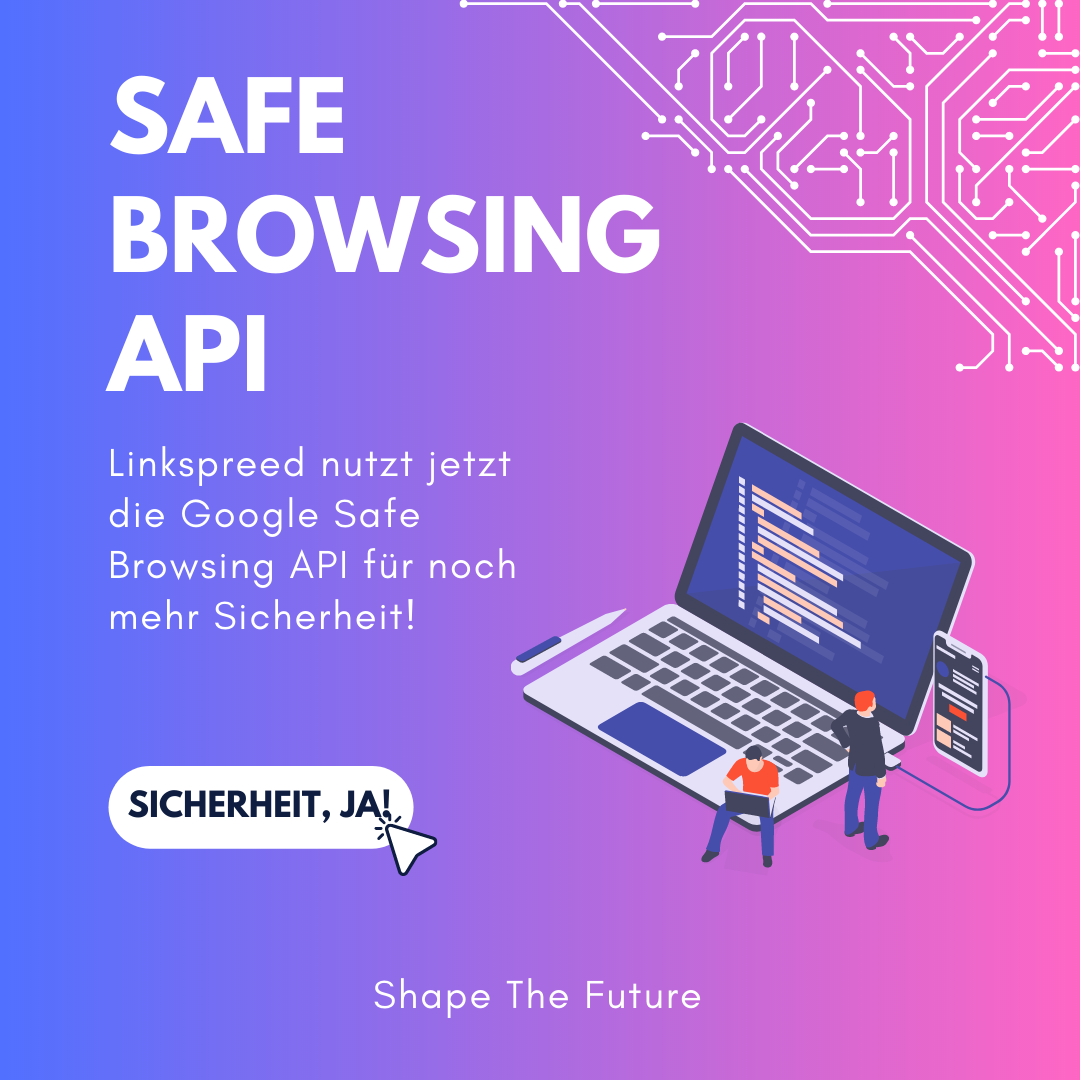 SAFE
BROWSING
API
Linkspreed nutzt jetzt
die Google Safe
Browsing API für noch
mehr Sicherheit!
SICHERHEIT, JA!
Shape The Future